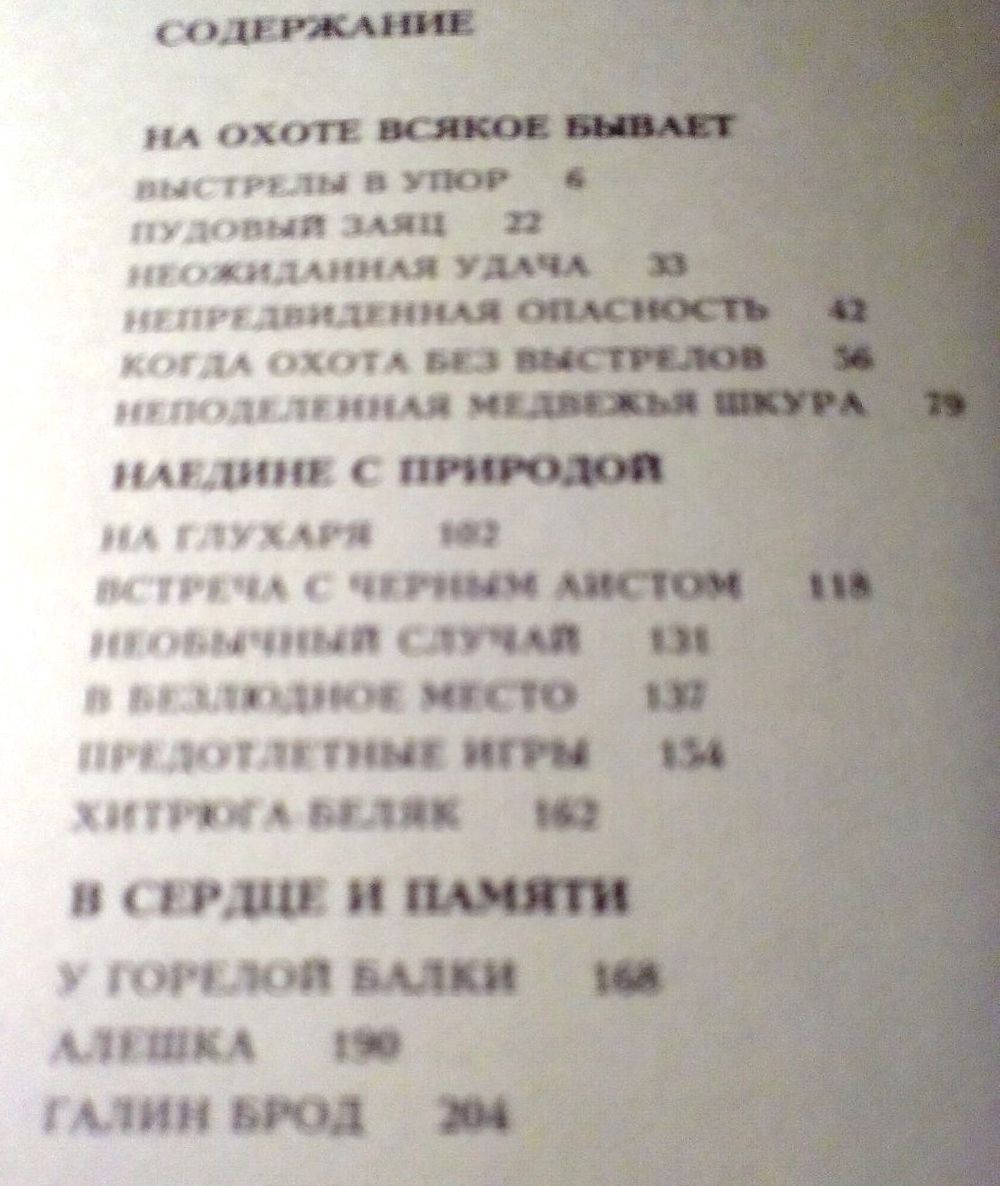 СОДЕРЖАНИЕ
НА ОХОТЕ ВСЯКОЕ БЫВАЕТ
ВЫСТРЕЛЫ В УПОР 6
ПУДОВЫЙ ЗАЯЦ 22
НЕОЖИДАННАЯ УДАЧА 33
НЕПРЕДВИДЕННАЯ ОПАСНОСТЬ 42
КОГДА ОХОТА БЕЗ ВЫСТРЕЛОВ 56
НЕПОДЕЛЕННАЯ МЕДВЕЖЬЯ ШКУРА 79
НАЕДИНЕ С ПРИРОДОЙ
НА ГЛУХАРЯ 102
ВСТРЕЧА С ЧЕРНЫМ АИСТОМ 118
НЕОБЫЧНЫЙ СЛУЧАЙ 131
В БЕЗЛЮДНОЕ МЕСТО 137
ПРЕДОТЛЕТНЫЕ ИГРЫ 154
ХИТРЮГА-БЕЛЯК 162
В СЕРДЦЕ И ПАМЯТИ
У ГОРЕЛОЙ БАЛКИ 168
АЛЕШКА 190
ГАЛИН БРОД 204